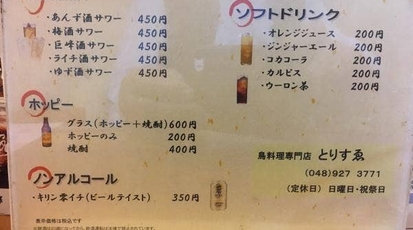 ・あんず酒サワー 450円
・梅酒サワー 450円
・巨峰酒サワー 450円
・ライチ酒サワー 450円
・ゆず酒サワー 450円
ホッピー
グラス(ホッピー＋焼酎)600円
ホッピーのみ 200円
焼酎 400円
ノンアルコール
・キリン零イチ(ビールテイスト) 350円
表示価格は税込です
ソフトドリンク
・オレンジジュース 200円
・ジンジャーエール 200円
・コカコーラ 200円
・カルピス 200円
・ウーロン茶 200円
鳥料理専門店 とりすゑ
(048)927 3771
(定休日) 日曜日・祝祭日